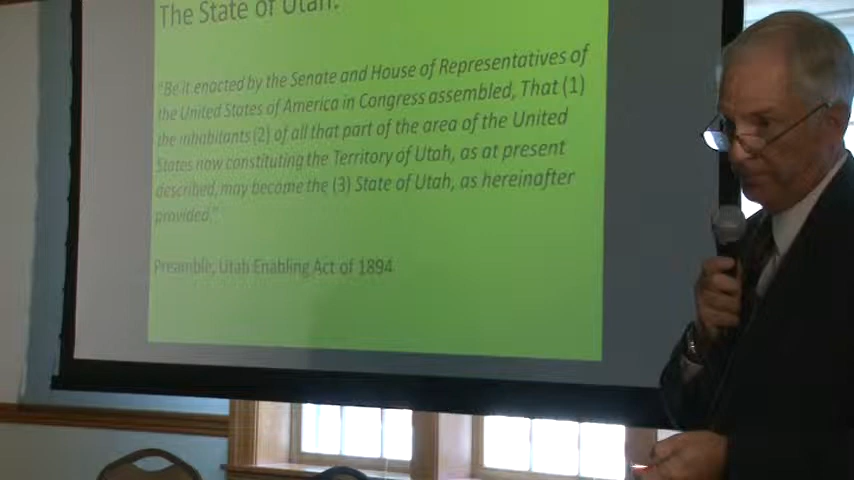 The State of Utah:
"Be it enacted by the Senate and House of Representatives of
the United States of America in Congress assembled, That (1)
the inhabitants (2) of all that part of the area of the United
States now constituting the Territory of Utah, as at present
described, may become the (3) State of Utah, as hereinafter
provided."
Preamble, Utah Enabling Act of 1894